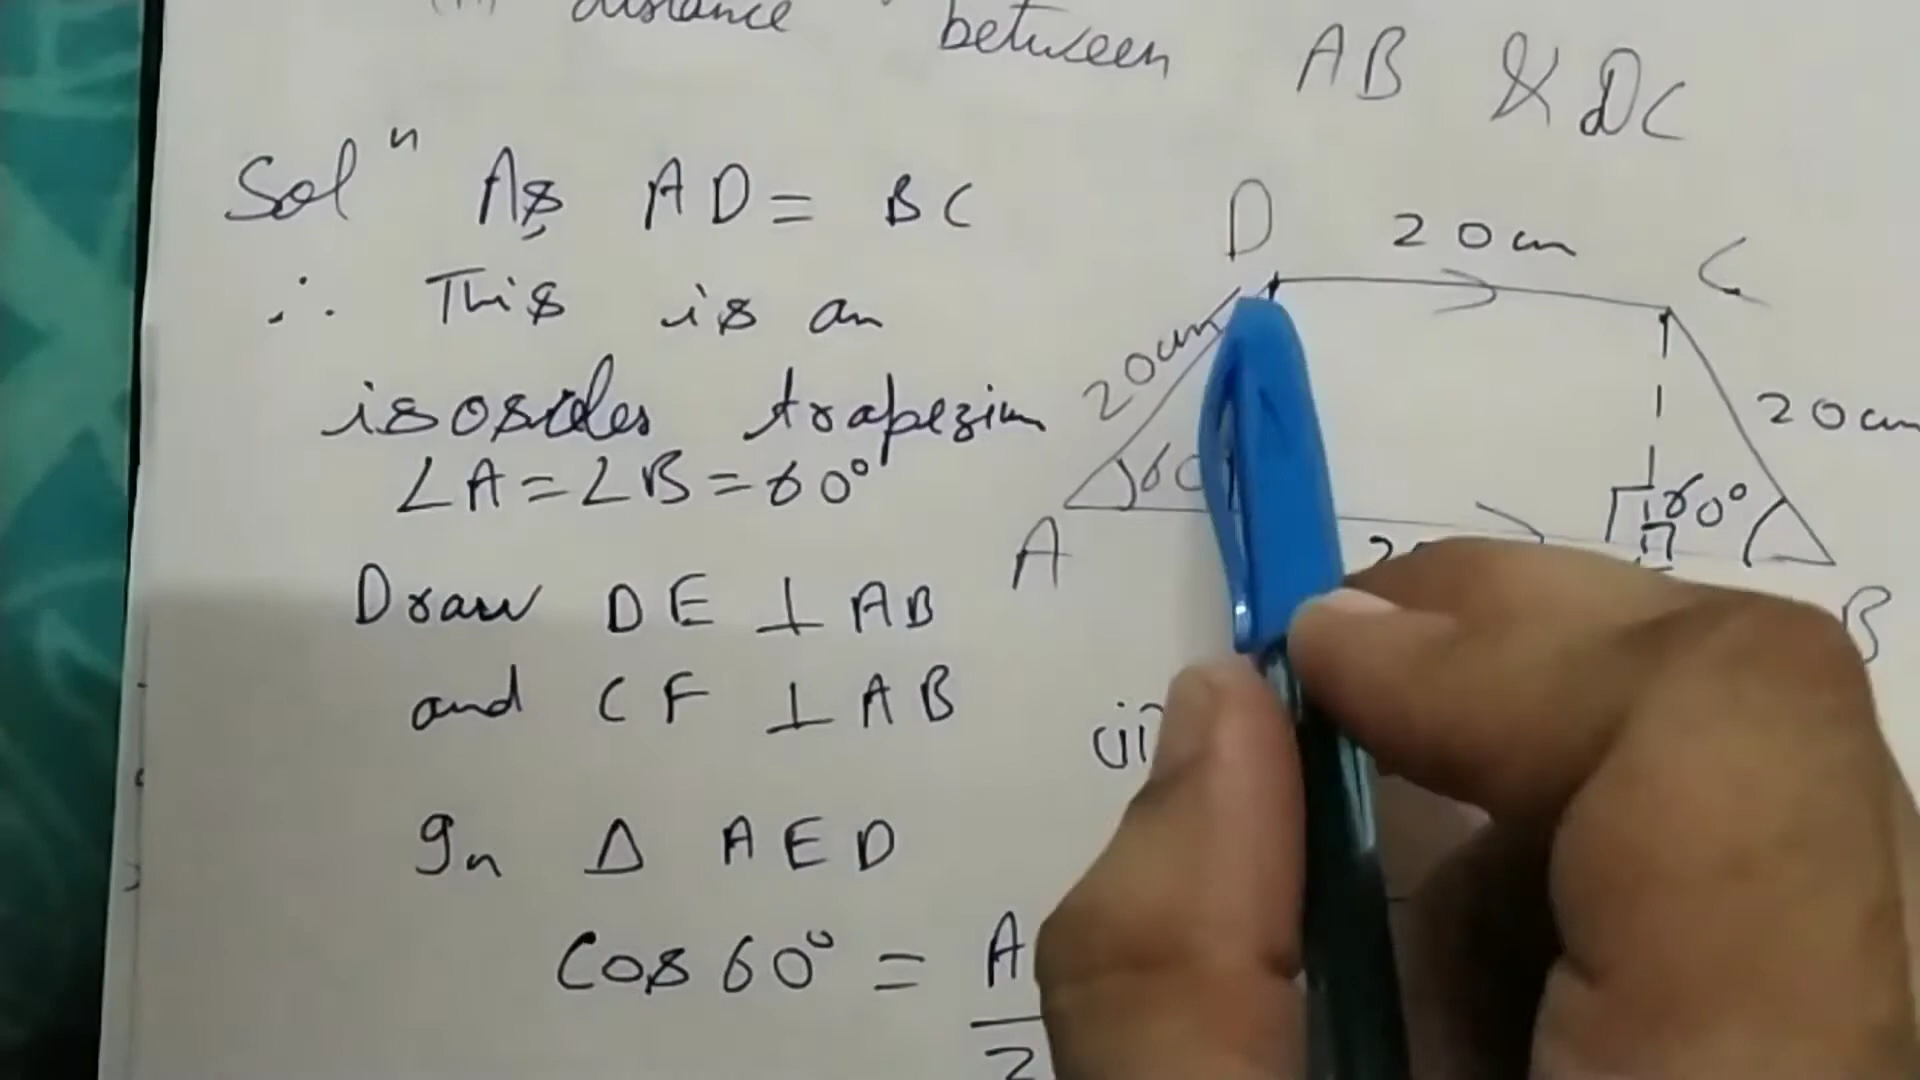 distance between AB & DC
Solⁿ As, AD = BC
∴ This is an
isosceles trapezium
∠A = ∠B = 60°
Draw DE ⊥ AB
and CF ⊥ AB
In Δ AED
Cos 60° = A
2
D 20 cm C
20 cm
20 cm
60°
A
B